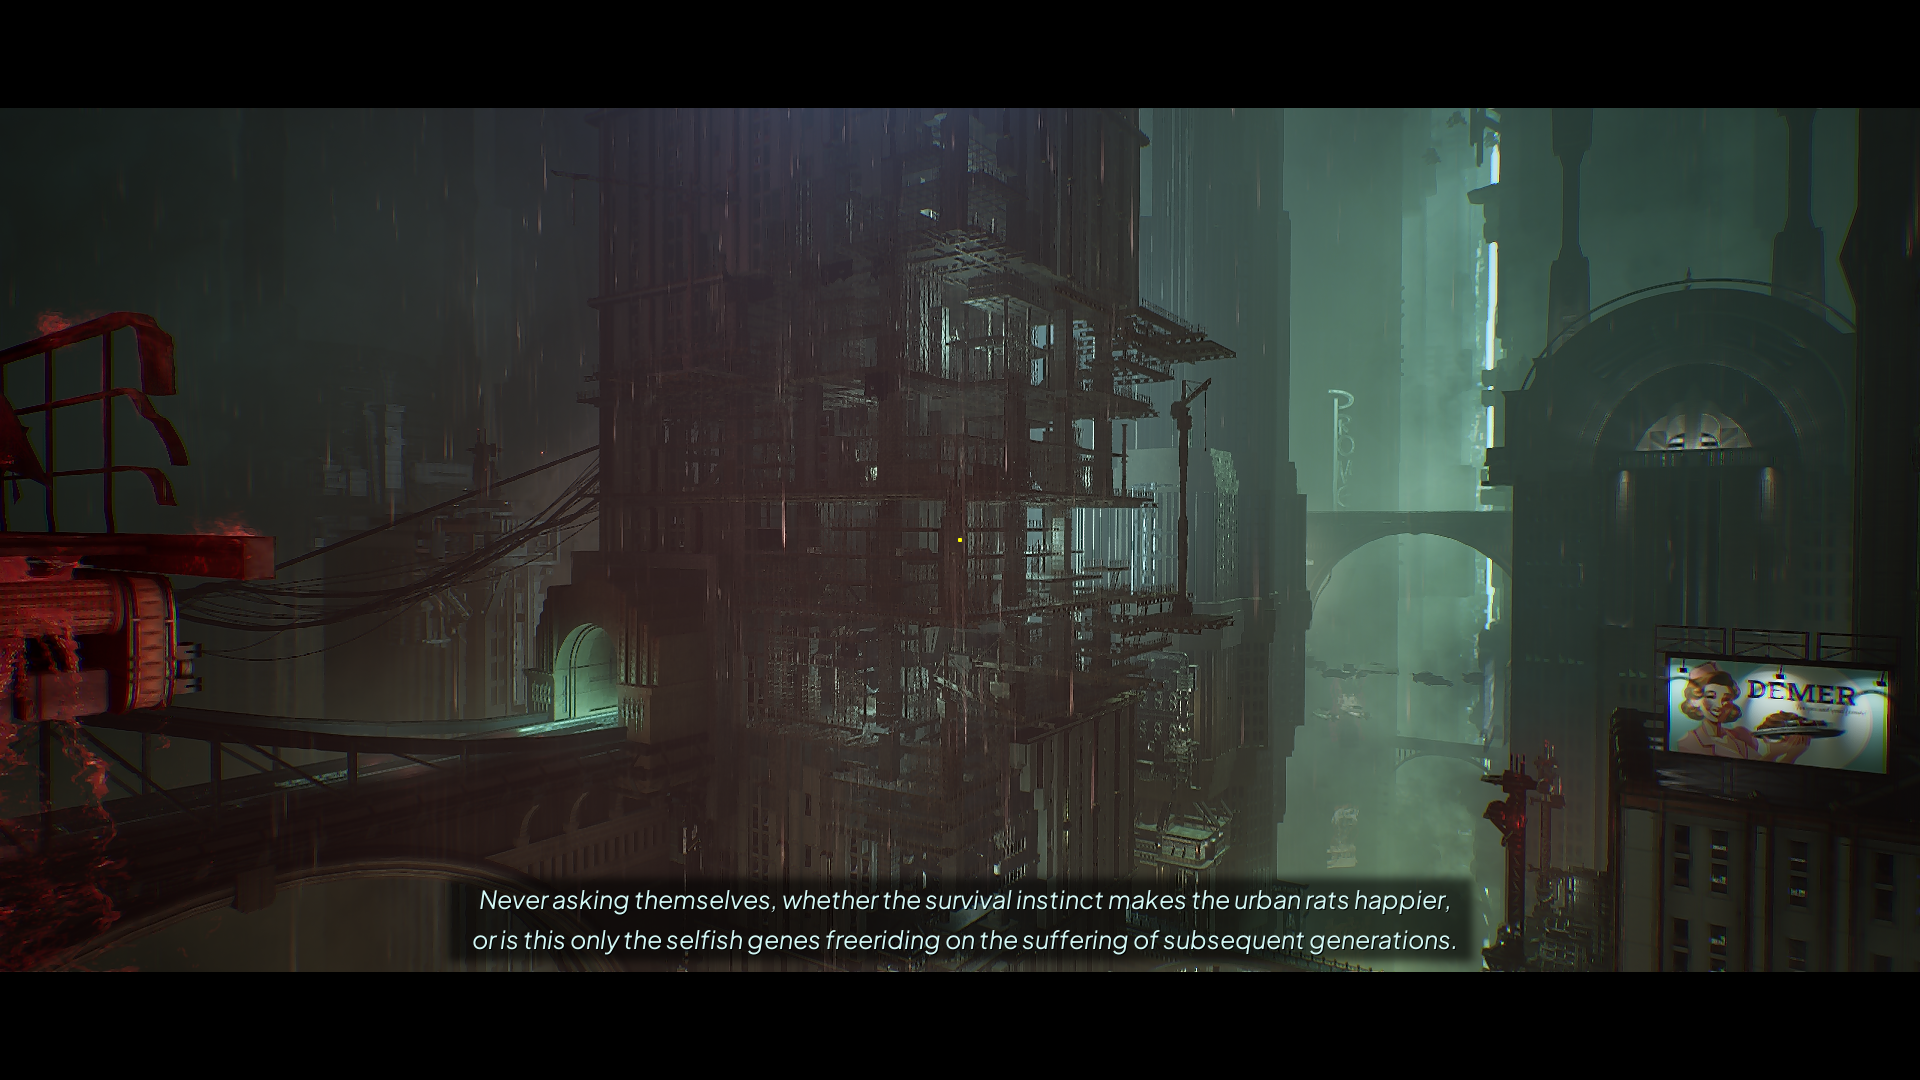 DEMER
Never asking themselves, whether the survival instinct makes the urban rats happier,
or is this only the selfish genes freeriding on the suffering of subsequent generations.